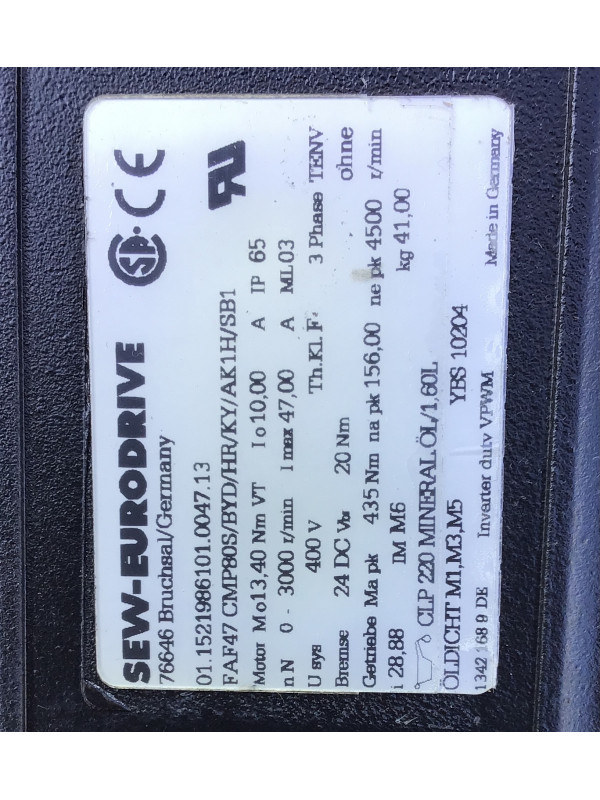 SEW-EURODRIVE
76646 Bruchsal/Germany
01.1521986101.0047.13
FAF47 CMP80S/BYD/HR/KY/AK1H/SB1
Motor Mo 13,40 Nm VT I o 10,00 A IP 65
n N 0 - 3000 r/min I max 47,00 A ML 03
U sys 400 V Th.Kl. F 3 Phase TENV
Bremse 24 DC Vbr 20 Nm ohne
Getriebe Ma pk 435 Nm na pk 156,00 ne pk 4500 r/min
i 28,88 IM M6 kg 41,00
CLP 220 MINERALÖL/1,60L
ÖLDICHT M1,M3,M5 YBS 10204
1342 168 9 DE Inverter duty VPWM Made in Germany